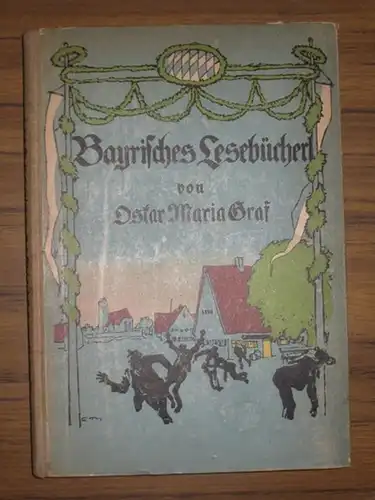 Bayrisches Lesebücherl
von
Oskar Maria Graf